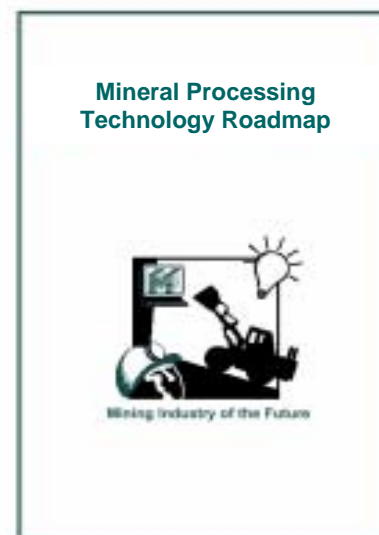 Mineral Processing
Technology Roadmap
Mining Industry of the Future